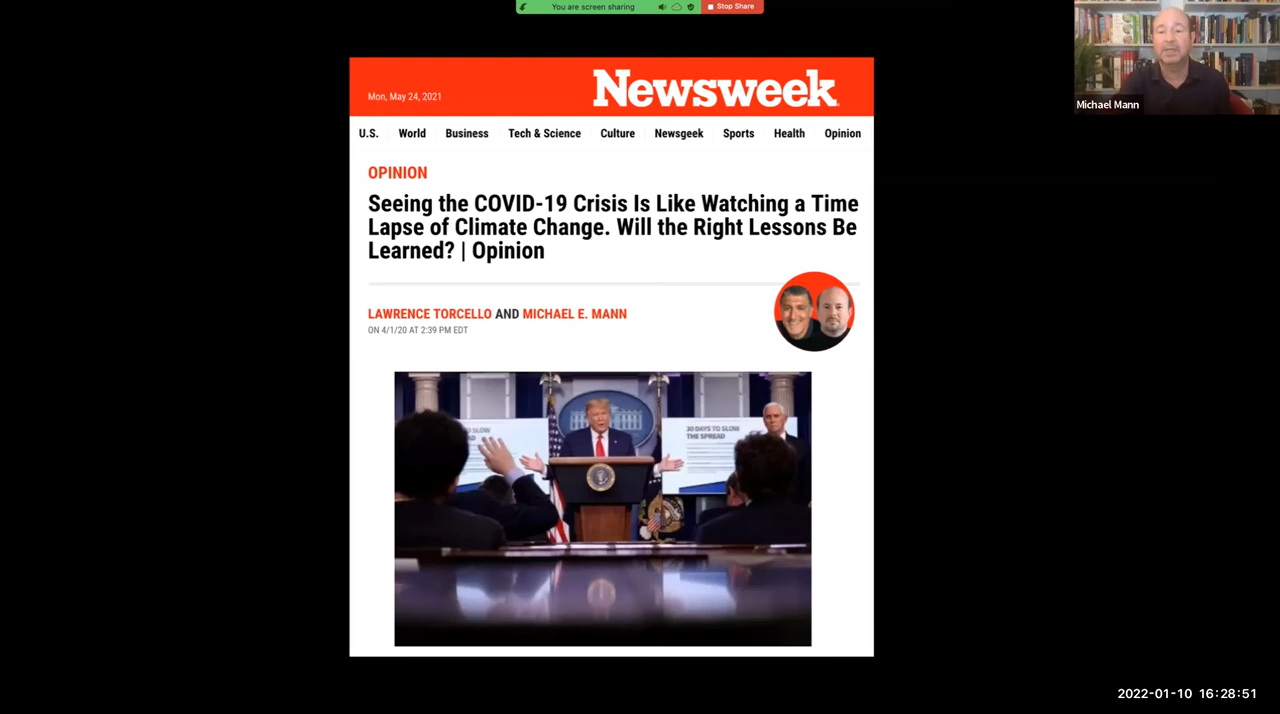 You are screen sharing
Stop Share
Michael Mann
Mon, May 24, 2021
Newsweek
U.S. World Business Tech & Science Culture Newsgeek Sports Health Opinion
OPINION
Seeing the COVID-19 Crisis Is Like Watching a Time
Lapse of Climate Change. Will the Right Lessons Be
Learned? | Opinion
LAWRENCE TORCELLO AND MICHAEL E. MANN
ON 4/1/20 AT 2:39 PM EDT
30 DAYS TO SLOW
THE SPREAD
2022-01-10 16:28:51